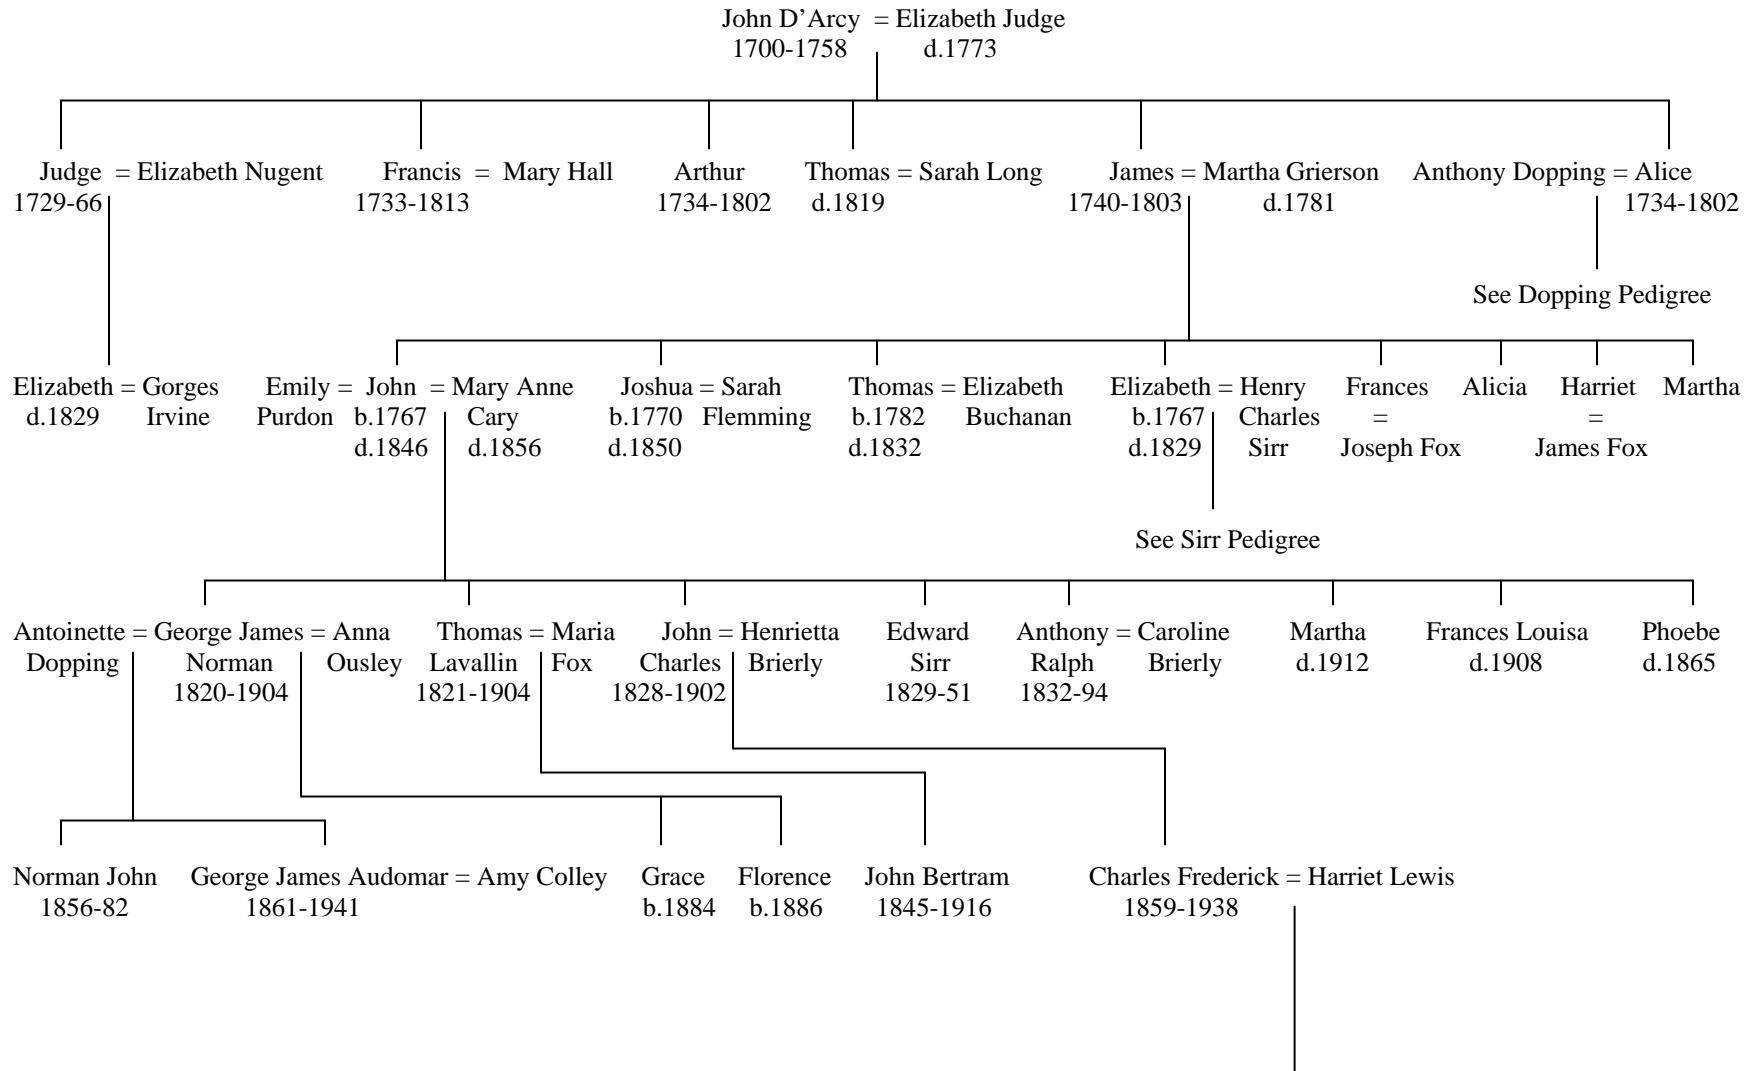 John D’Arcy = Elizabeth Judge
1700-1758 d.1773
Judge = Elizabeth Nugent Francis = Mary Hall Arthur Thomas = Sarah Long James = Martha Grierson Anthony Dopping = Alice
1729-66 1733-1813 1734-1802 d.1819 1740-1803 d.1781 1734-1802
See Dopping Pedigree
Elizabeth = Gorges Emily = John = Mary Anne Joshua = Sarah Thomas = Elizabeth Elizabeth = Henry Frances Alicia Harriet Martha
d.1829 Irvine Purdon b.1767 Cary b.1770 Flemming b.1782 Buchanan b.1767 Charles = =
d.1846 d.1856 d.1850 d.1832 d.1829 Sirr Joseph Fox James Fox
See Sirr Pedigree
Antoinette = George James = Anna Thomas = Maria John = Henrietta Edward Anthony = Caroline Martha Frances Louisa Phoebe
Dopping Norman Ousley Lavallin Fox Charles Brierly Sirr Ralph Brierly d.1912 d.1908 d.1865
1820-1904 1821-1904 1828-1902 1829-51 1832-94
Norman John George James Audomar = Amy Colley Grace Florence John Bertram Charles Frederick = Harriet Lewis
1856-82 1861-1941 b.1884 b.1886 1845-1916 1859-1938